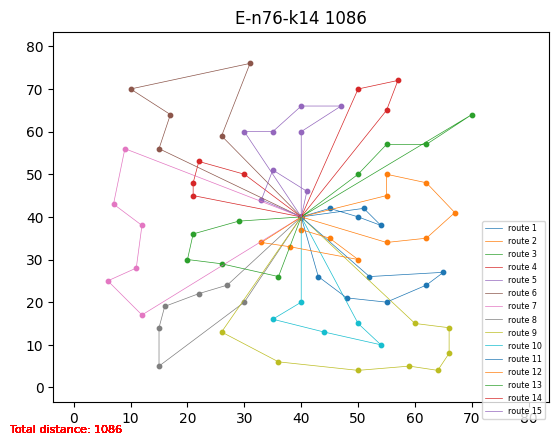 E-n76-k14 1086
80
70
60
50
40
30
20
10
0
0 10 20 30 40 50 60 70 80
route 1
route 2
route 3
route 4
route 5
route 6
route 7
route 8
route 9
route 10
route 11
route 12
route 13
route 14
route 15
Total distance: 1086